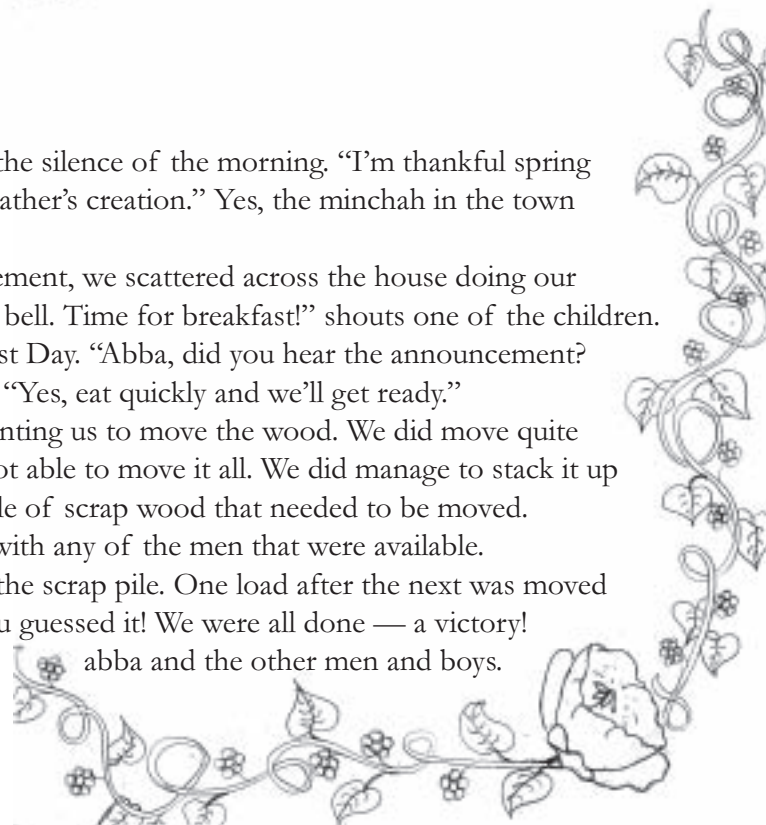 the silence of the morning. “I’m thankful spring
ather’s creation.” Yes, the minchah in the town
ement, we scattered across the house doing our
bell. Time for breakfast!” shouts one of the children.
st Day. “Abba, did you hear the announcement?
“Yes, eat quickly and we’ll get ready.”
nting us to move the wood. We did move quite
ot able to move it all. We did manage to stack it up
le of scrap wood that needed to be moved.
with any of the men that were available.
the scrap pile. One load after the next was moved
u guessed it! We were all done — a victory!
abba and the other men and boys.